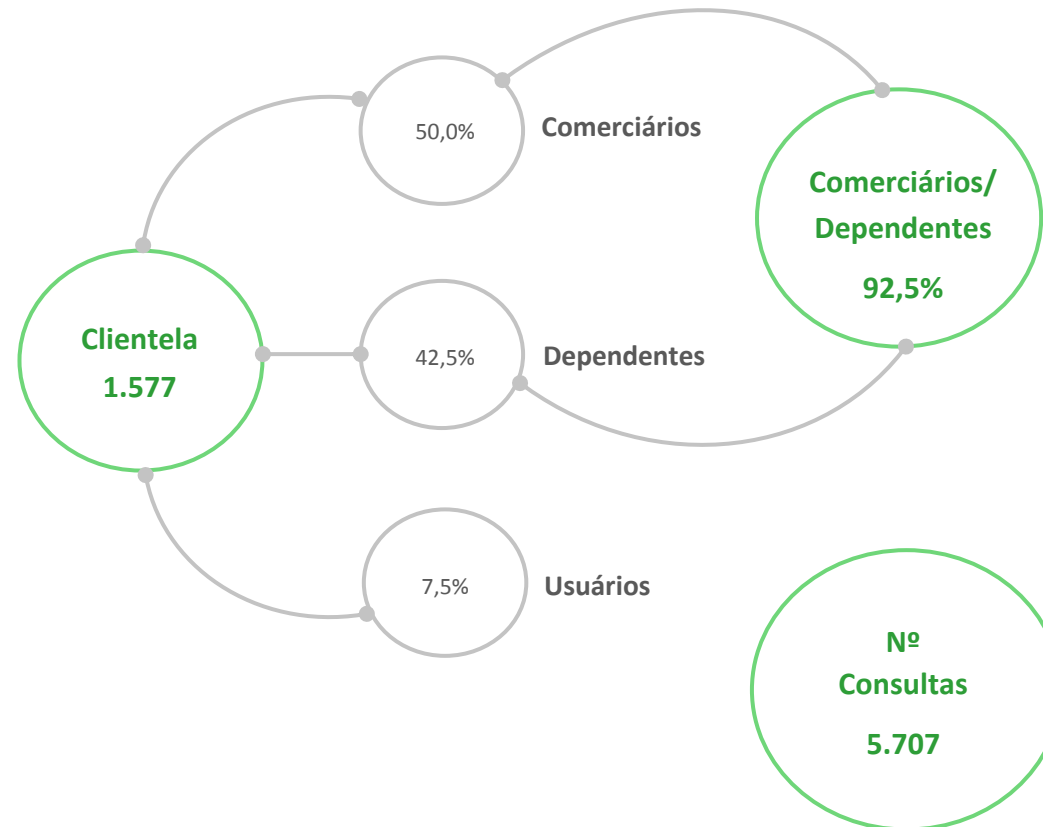 50,0%
Comerciários
Comerciários/
Dependentes
92,5%
Clientela
1.577
42,5%
Dependentes
7,5%
Usuários
Nº
Consultas
5.707